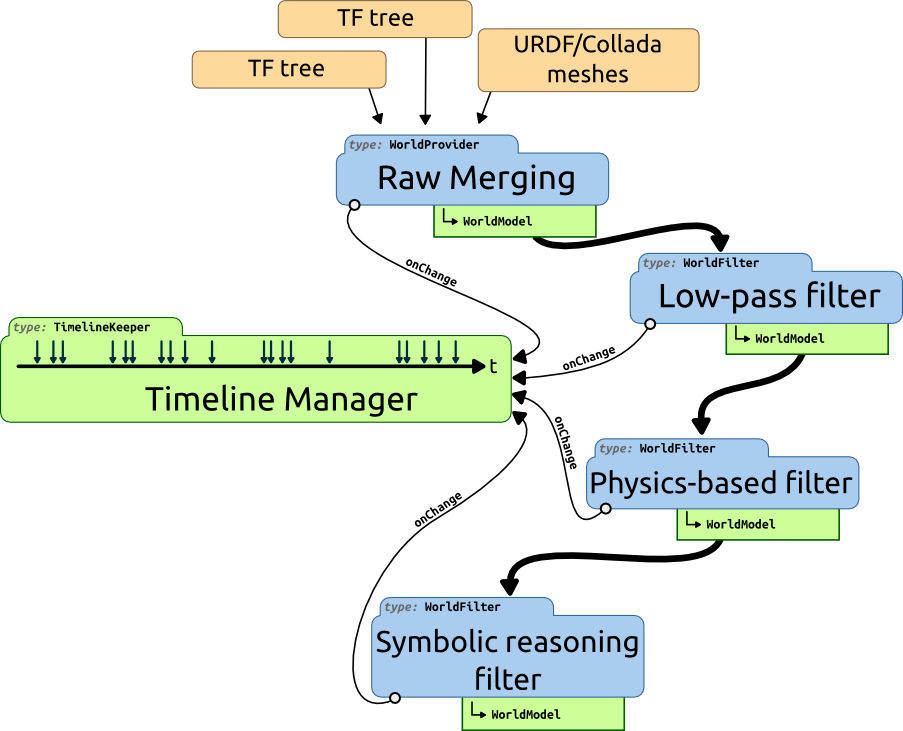 TF tree
TF tree
URDF/Collada
meshes
type: WorldProvider
Raw Merging
WorldModel
onChange
type: WorldFilter
Low-pass filter
WorldModel
onChange
type: TimelineKeeper
t
Timeline Manager
onChange
type: WorldFilter
Physics-based filter
WorldModel
onChange
type: WorldFilter
Symbolic reasoning
filter
WorldModel